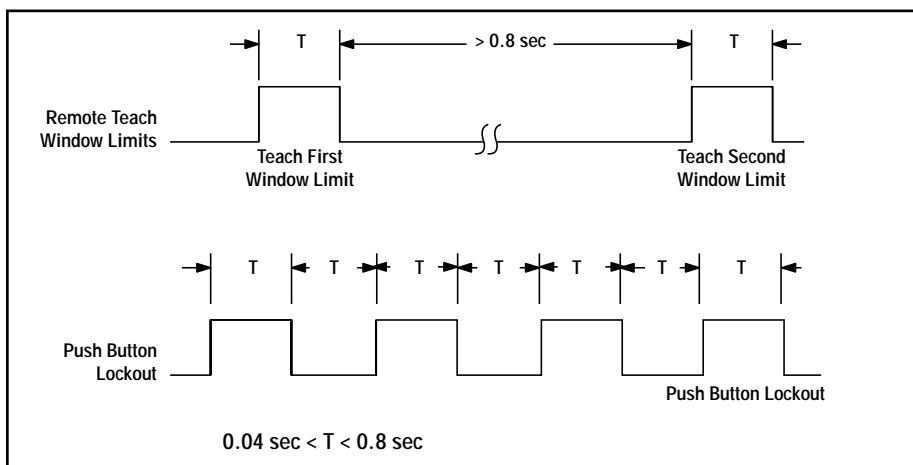 T
> 0.8 sec
T
Remote Teach
Window Limits
Teach First
Window Limit
Teach Second
Window Limit
T T T T T T T
Push Button
Lockout
Push Button Lockout
0.04 sec < T < 0.8 sec